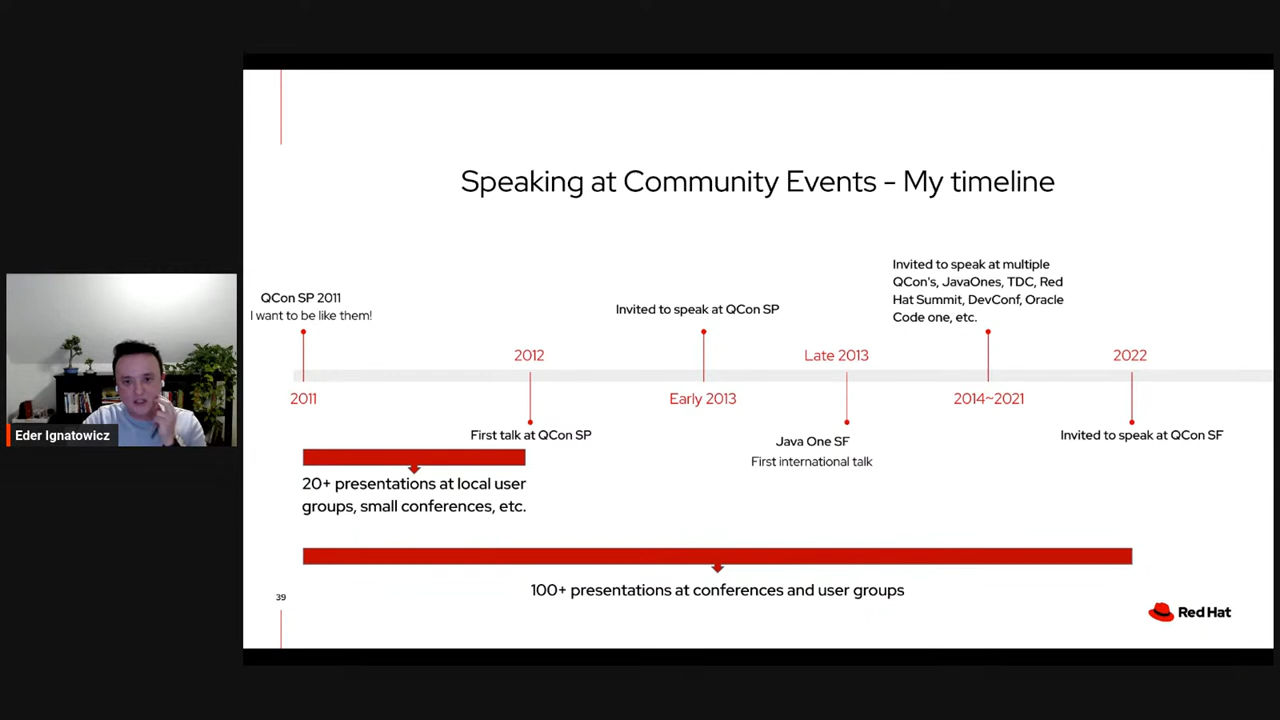 Speaking at Community Events - My timeline
QCon SP 2011
I want to be like them!
2011
2012
First talk at QCon SP
Invited to speak at QCon SP
Early 2013
Late 2013
Java One SF
First international talk
Invited to speak at multiple
QCon's, JavaOnes, TDC, Red
Hat Summit, DevConf, Oracle
Code one, etc.
2014~2021
2022
Invited to speak at QCon SF
20+ presentations at local user
groups, small conferences, etc.
100+ presentations at conferences and user groups
39
Red Hat
Eder Ignatowicz